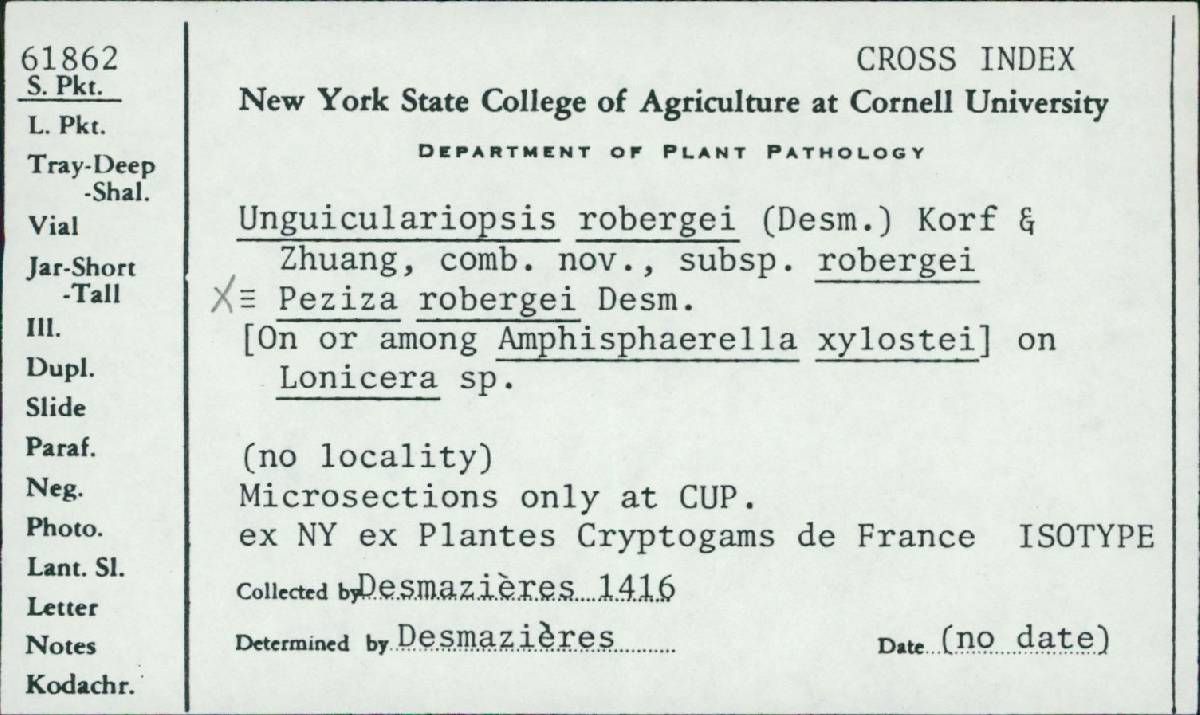 61862
S. Pkt.
L. Pkt.
Tray-Deep
-Shal.
Vial
Jar-Short
-Tall
Ill.
Dupl.
Slide
Paraf.
Neg.
Photo.
Lant. Sl.
Letter
Notes
Kodachr.
CROSS INDEX
New York State College of Agriculture at Cornell University
DEPARTMENT OF PLANT PATHOLOGY
Unguiculariopsis robergei (Desm.) Korf &
Zhuang, comb. nov., subsp. robergei
X≡ Peziza robergei Desm.
[On or among Amphisphaerella xylostei] on
Lonicera sp.
(no locality)
Microsections only at CUP.
ex NY ex Plantes Cryptogams de France ISOTYPE
Collected by Desmazières 1416
Determined by Desmazières Date (no date)